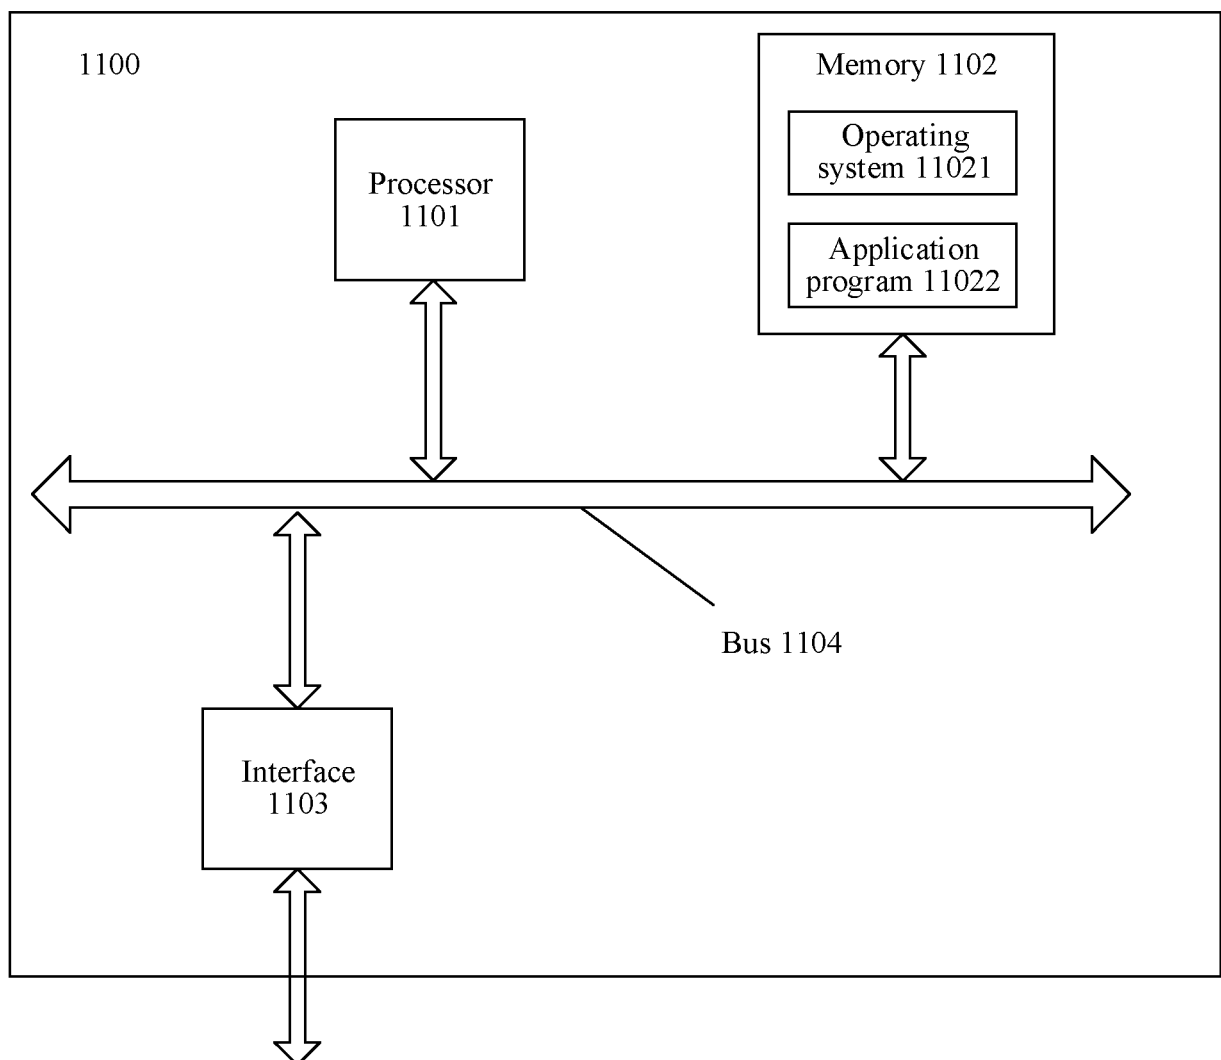 1100
Memory 1102
Operating
system 11021
Processor
1101
Application
program 11022
Bus 1104
Interface
1103